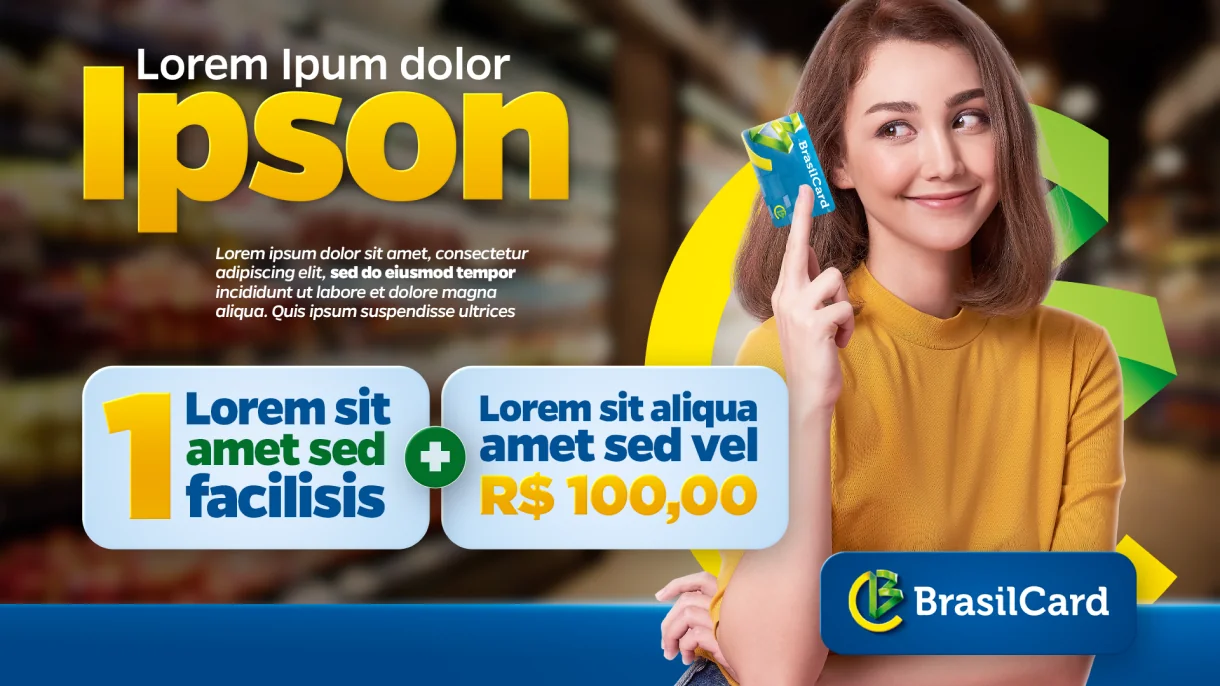 Lorem Ipum dolor
Ipson
Lorem ipsum dolor sit amet, consectetur
adipiscing elit, sed do eiusmod tempor
incididunt ut labore et dolore magna
aliqua. Quis ipsum suspendisse ultrices
1
Lorem sit
amet sed
facilisis
Lorem sit aliqua
amet sed vel
R$ 100,00
BrasilCard
BrasilCard